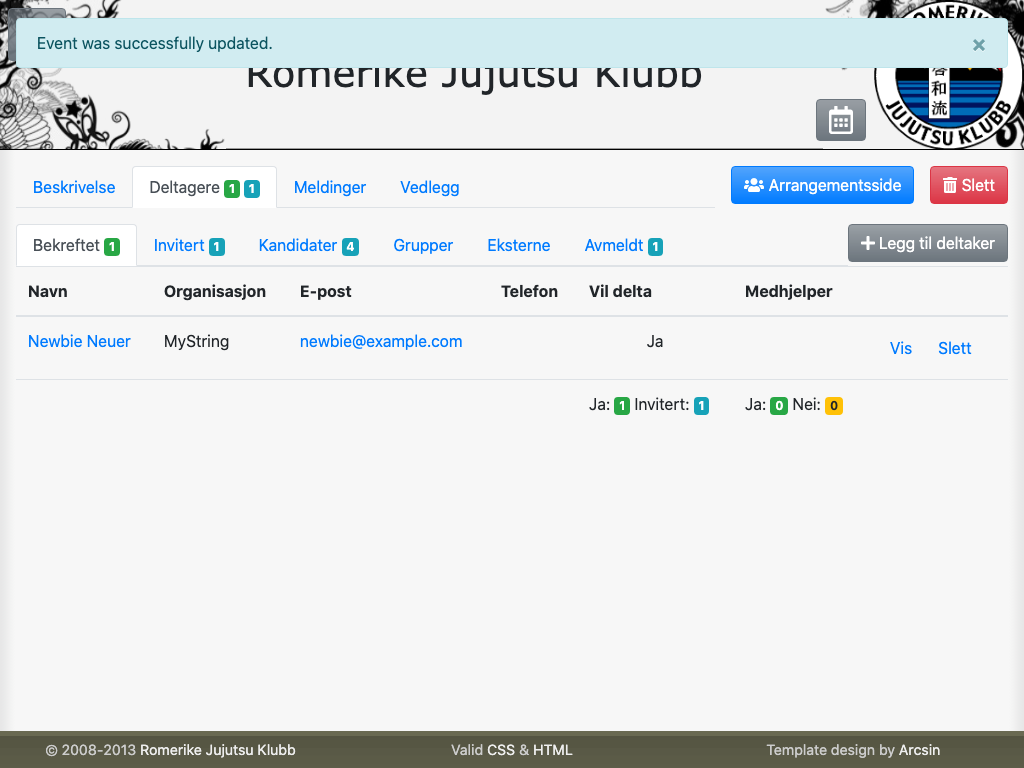 Event was successfully updated.
×
Romerike Jujutsu Klubb
和
流
JUJUTSU KLUBB
Beskrivelse
Deltagere 1 1
Meldinger
Vedlegg
Arrangementsside
Slett
Bekreftet 1
Invitert 1
Kandidater 4
Grupper
Eksterne
Avmeldt 1
Legg til deltaker
Navn Organisasjon E-post Telefon Vil delta Medhjelper
Newbie Neuer MyString newbie@example.com Ja Vis Slett
Ja: 1 Invitert: 1 Ja: 0 Nei: 0
© 2008-2013 Romerike Jujutsu Klubb
Valid CSS & HTML
Template design by Arcsin